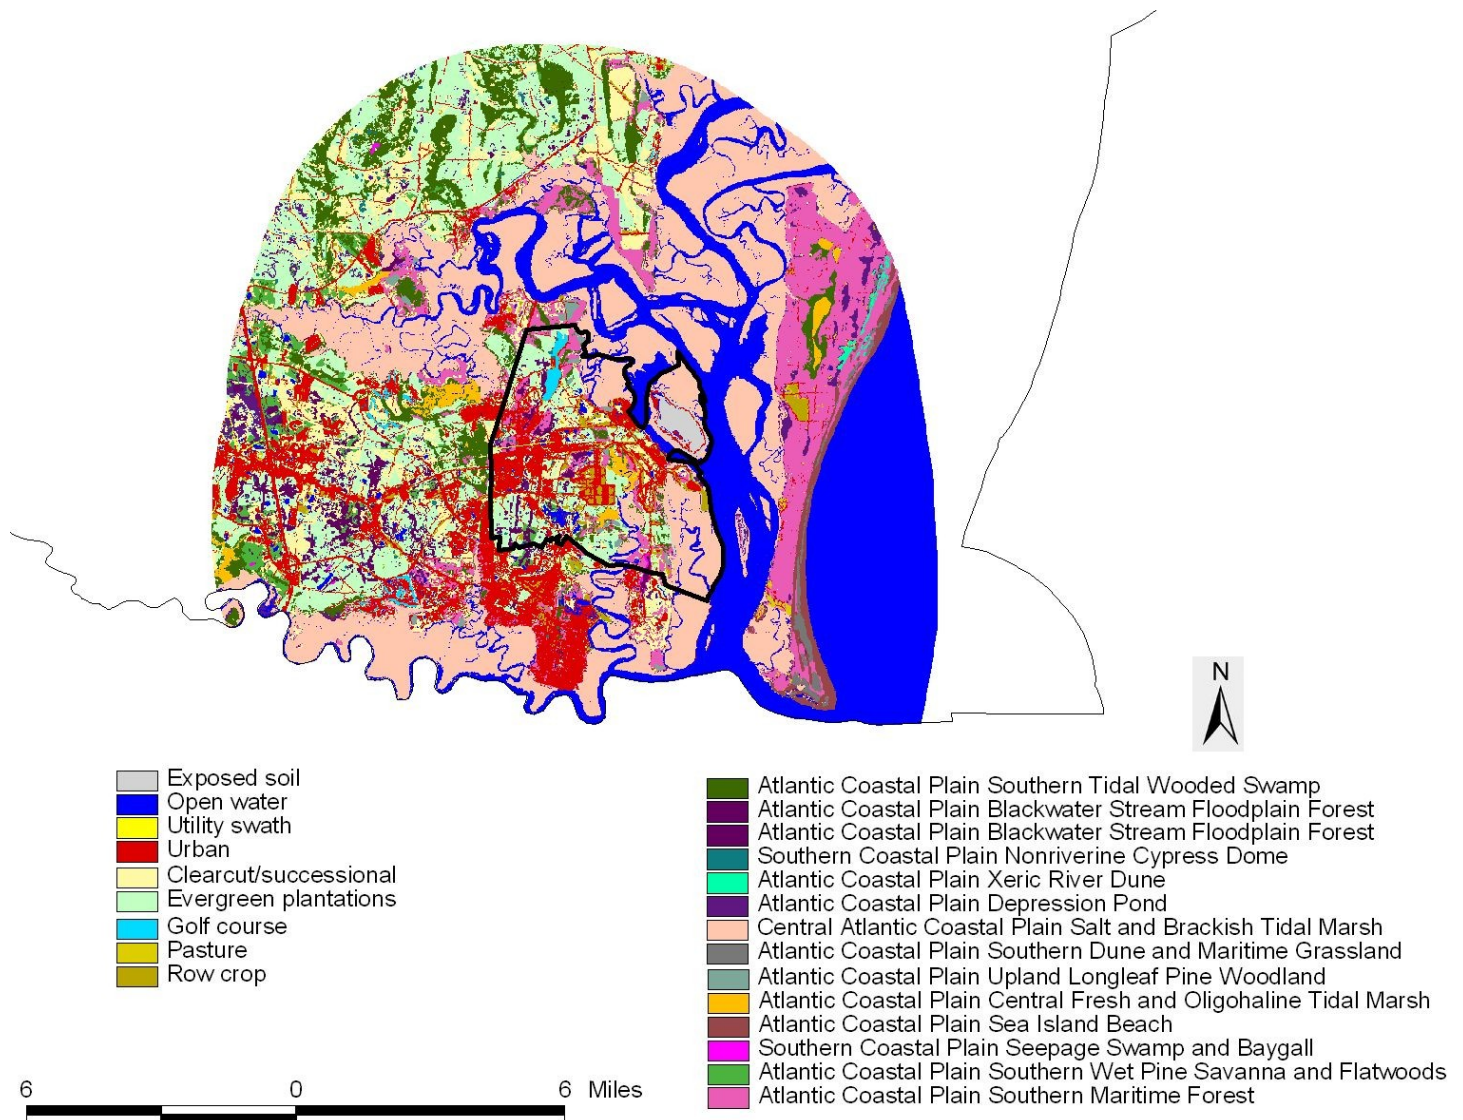 N
Exposed soil
Open water
Utility swath
Urban
Clearcut/successional
Evergreen plantations
Golf course
Pasture
Row crop
Atlantic Coastal Plain Southern Tidal Wooded Swamp
Atlantic Coastal Plain Blackwater Stream Floodplain Forest
Atlantic Coastal Plain Blackwater Stream Floodplain Forest
Southern Coastal Plain Nonriverine Cypress Dome
Atlantic Coastal Plain Xeric River Dune
Atlantic Coastal Plain Depression Pond
Central Atlantic Coastal Plain Salt and Brackish Tidal Marsh
Atlantic Coastal Plain Southern Dune and Maritime Grassland
Atlantic Coastal Plain Upland Longleaf Pine Woodland
Atlantic Coastal Plain Central Fresh and Oligohaline Tidal Marsh
Atlantic Coastal Plain Sea Island Beach
Southern Coastal Plain Seepage Swamp and Baygall
Atlantic Coastal Plain Southern Wet Pine Savanna and Flatwoods
Atlantic Coastal Plain Southern Maritime Forest
6 0 6 Miles